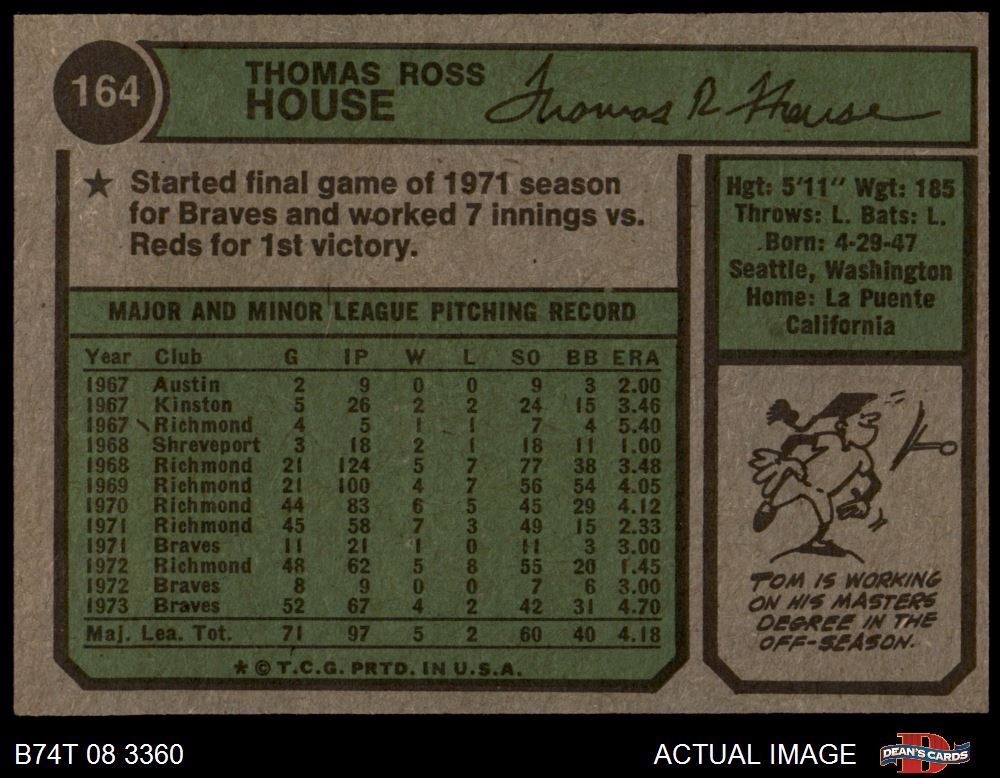 164
THOMAS ROSS
HOUSE
Thomas R House
★ Started final game of 1971 season
for Braves and worked 7 innings vs.
Reds for 1st victory.
Hgt: 5'11" Wgt: 185
Throws: L. Bats: L.
Born: 4-29-47
Seattle, Washington
Home: La Puente
California
MAJOR AND MINOR LEAGUE PITCHING RECORD
Year Club G IP W L SO BB ERA
1967 Austin 2 9 0 0 9 3 2.00
1967 Kinston 5 26 2 2 24 15 3.46
1967 Richmond 4 5 1 1 7 4 5.40
1968 Shreveport 3 18 2 1 18 11 1.00
1968 Richmond 21 124 5 7 77 38 3.48
1969 Richmond 21 100 4 7 56 54 4.05
1970 Richmond 44 83 6 5 45 29 4.12
1971 Richmond 45 58 7 3 49 15 2.33
1971 Braves 11 21 1 0 11 3 3.00
1972 Richmond 48 62 5 8 55 20 1.45
1972 Braves 8 9 0 0 7 6 3.00
1973 Braves 52 67 4 2 42 31 4.70
Maj. Lea. Tot. 71 97 5 2 60 40 4.18
* © T.C.G. PRTD. IN U.S.A.
TOM IS WORKING
ON HIS MASTERS
DEGREE IN THE
OFF-SEASON.
B74T 08 3360
ACTUAL IMAGE
D
DEAN'S CARDS